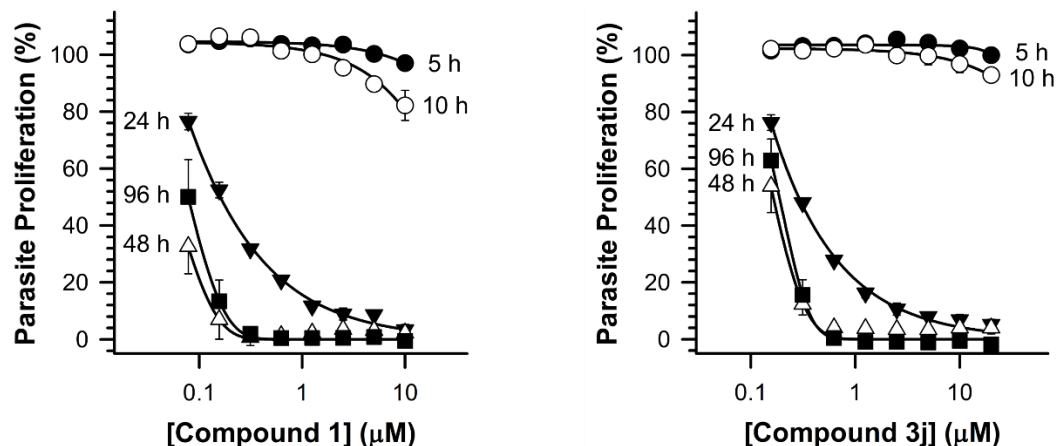 Parasite Proliferation (%)
100
80
60
40
20
0
5 h
10 h
24 h
96 h
48 h
0.1
1
10
[Compound 1] (μM)
Parasite Proliferation (%)
100
80
60
40
20
0
5 h
10 h
24 h
96 h
48 h
0.1
1
10
[Compound 3j] (μM)